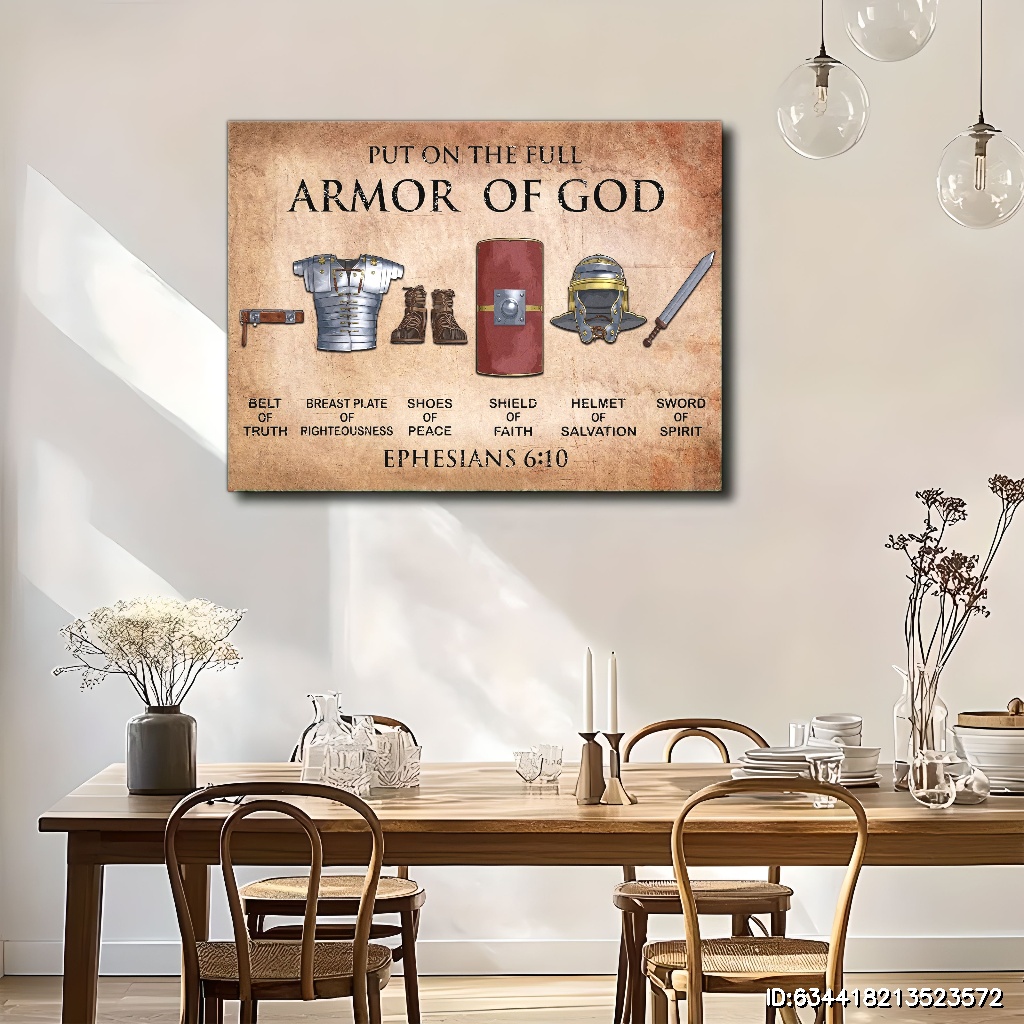 PUT ON THE FULL
ARMOR OF GOD
BELT
OF
TRUTH
BREAST PLATE
OF
RIGHTEOUSNESS
SHOES
OF
PEACE
SHIELD
OF
FAITH
HELMET
OF
SALVATION
SWORD
OF
SPIRIT
EPHESIANS 6:10
ID:634418213523572